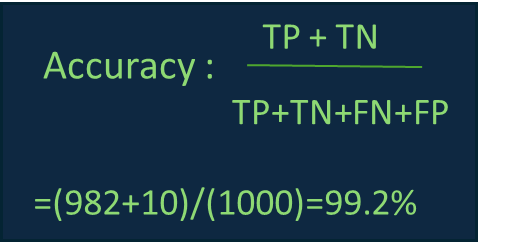 TP + TN
Accuracy :
TP+TN+FN+FP
=(982+10)/(1000)=99.2%